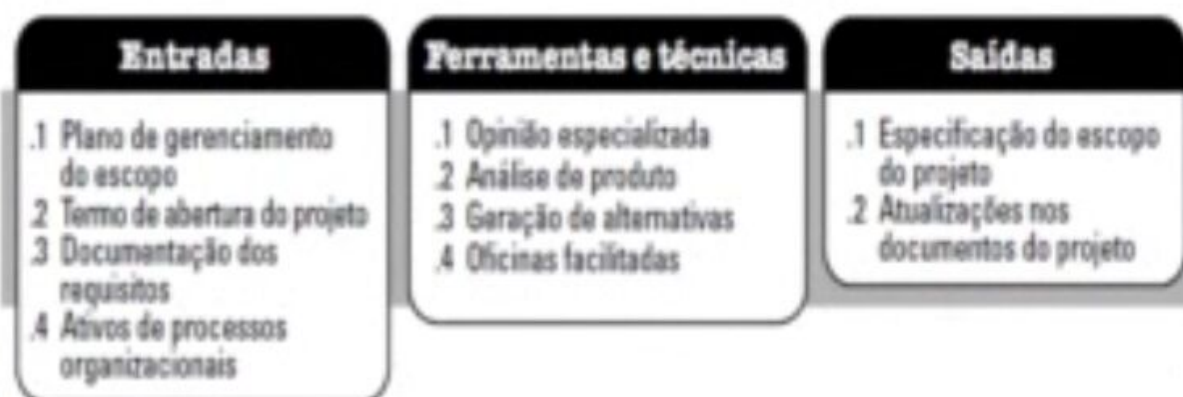 Entradas
.1 Plano de gerenciamento
do escopo
.2 Termo de abertura do projeto
.3 Documentação dos
requisitos
.4 Ativos de processos
organizacionais
Ferramentas e técnicas
.1 Opinião especializada
.2 Análise de produto
.3 Geração de alternativas
.4 Oficinas facilitadas
Saídas
.1 Especificação do escopo
do projeto
.2 Atualizações nos
documentos do projeto